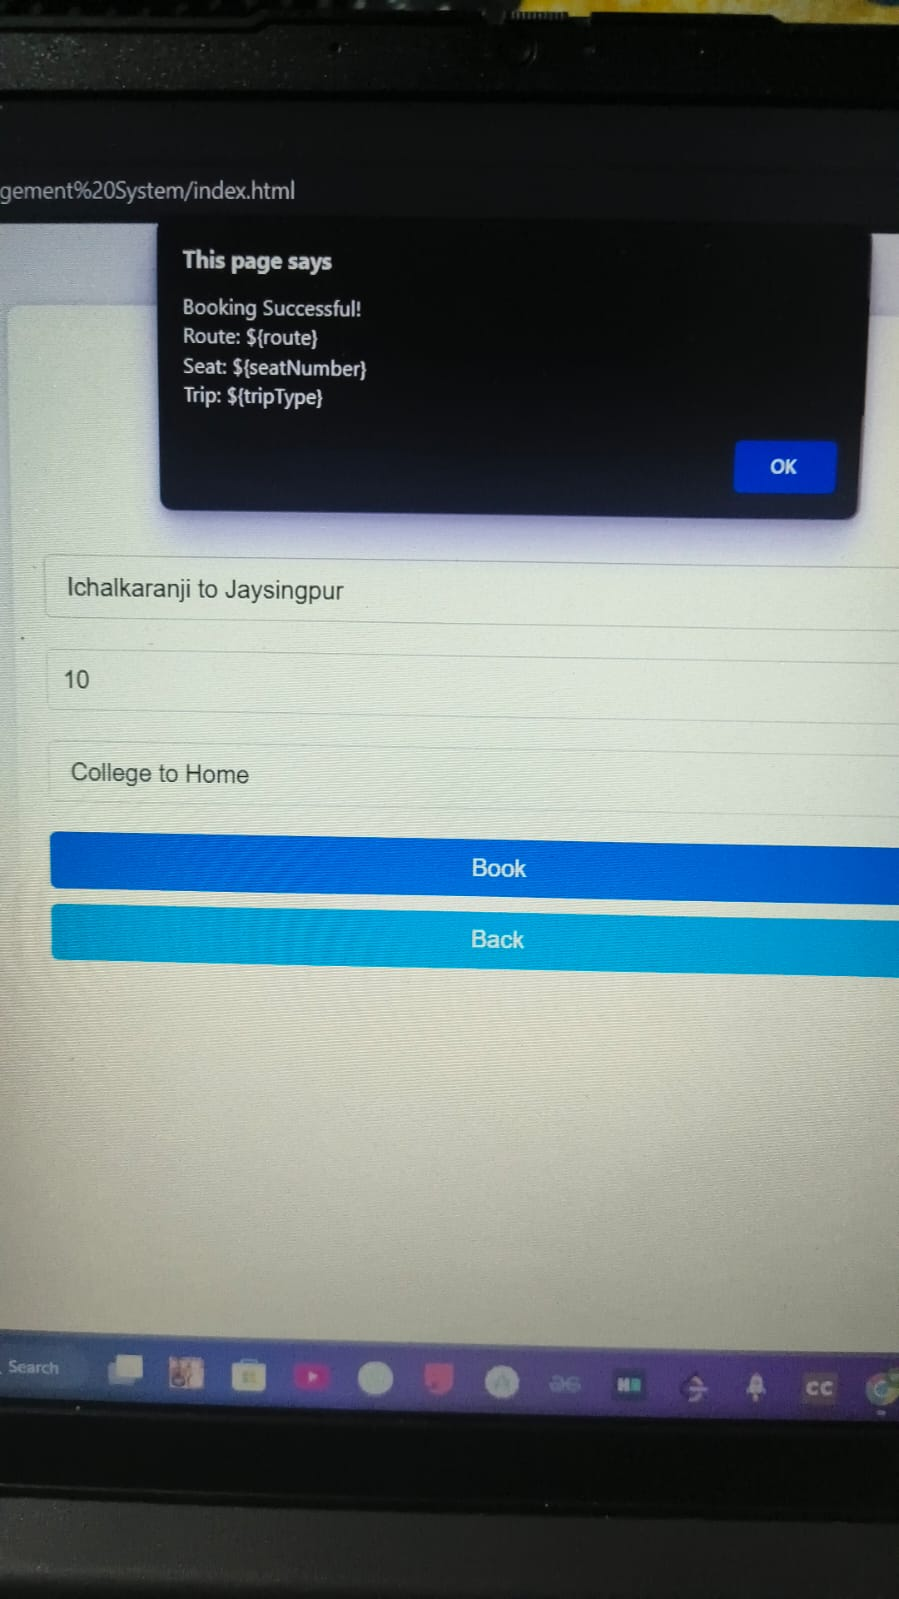 gement%20System/index.html
This page says
Booking Successful!
Route: ${route}
Seat: ${seatNumber}
Trip: ${tripType}
OK
Ichalkaranji to Jaysingpur
10
College to Home
Book
Back
Search
CC